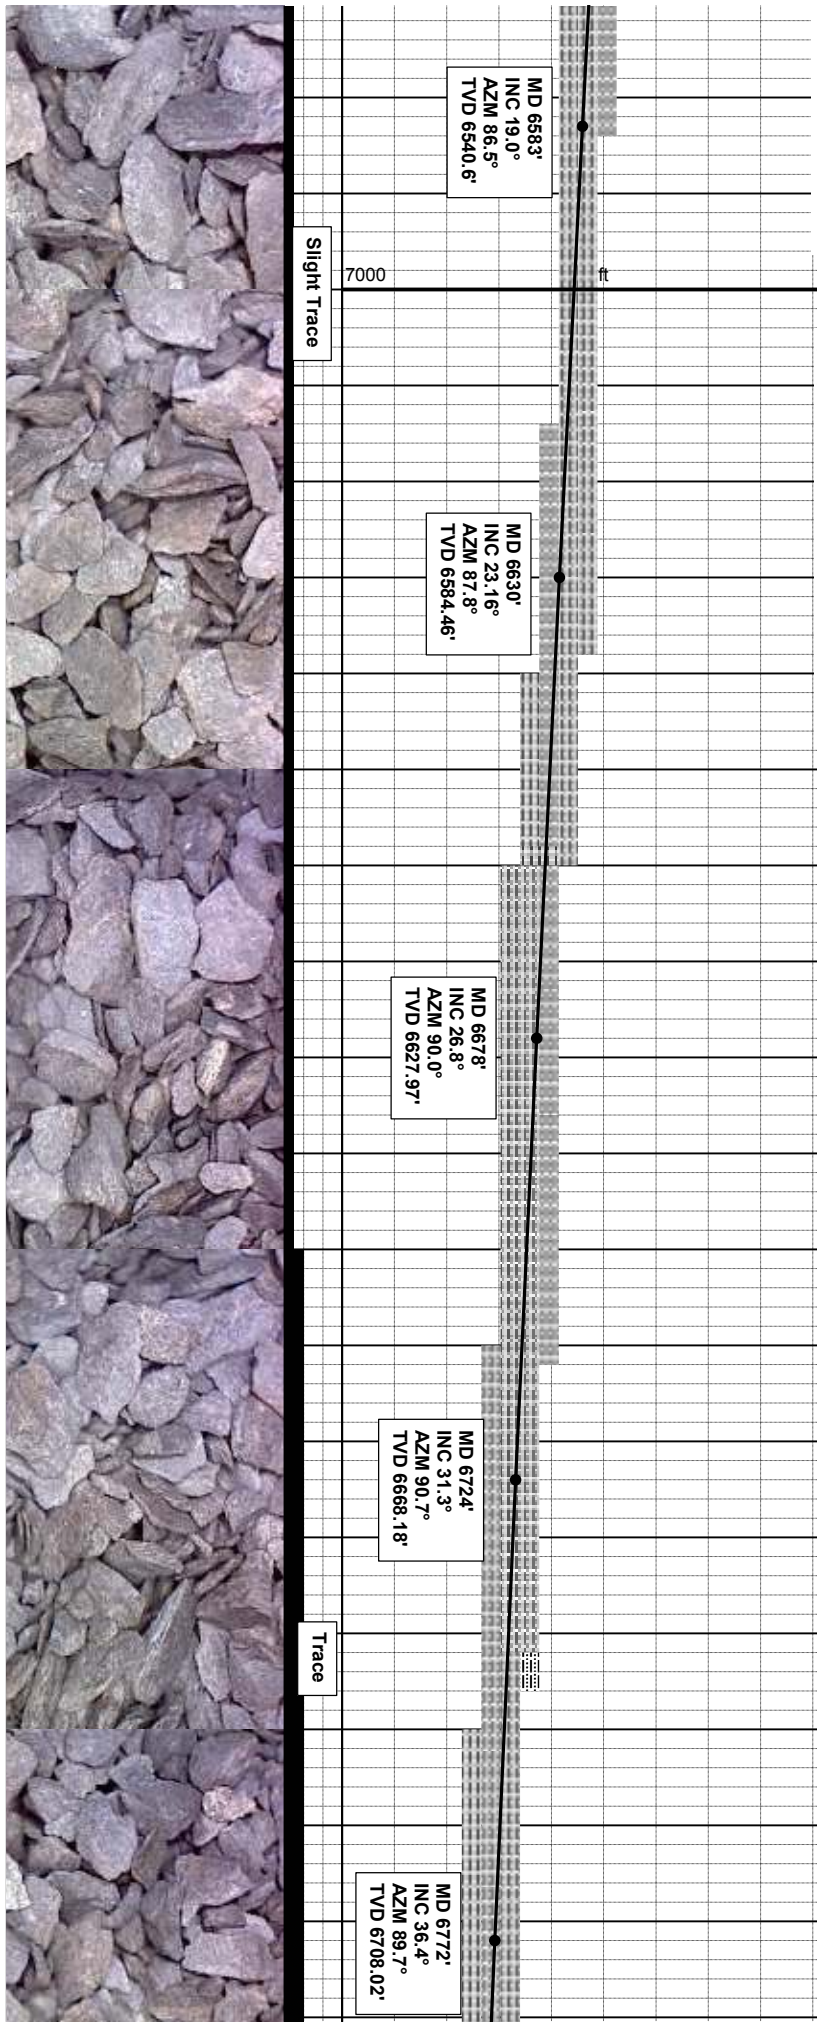 MD 6583'
INC 19.0°
AZM 86.5°
TVD 6540.6'
Slight Trace
7000
ft
MD 6630'
INC 23.16°
AZM 87.8°
TVD 6584.46'
MD 6678'
INC 26.8°
AZM 90.0°
TVD 6627.97'
MD 6724'
INC 31.3°
AZM 90.7°
TVD 6668.18'
Trace
MD 6772'
INC 36.4°
AZM 89.7°
TVD 6708.02'